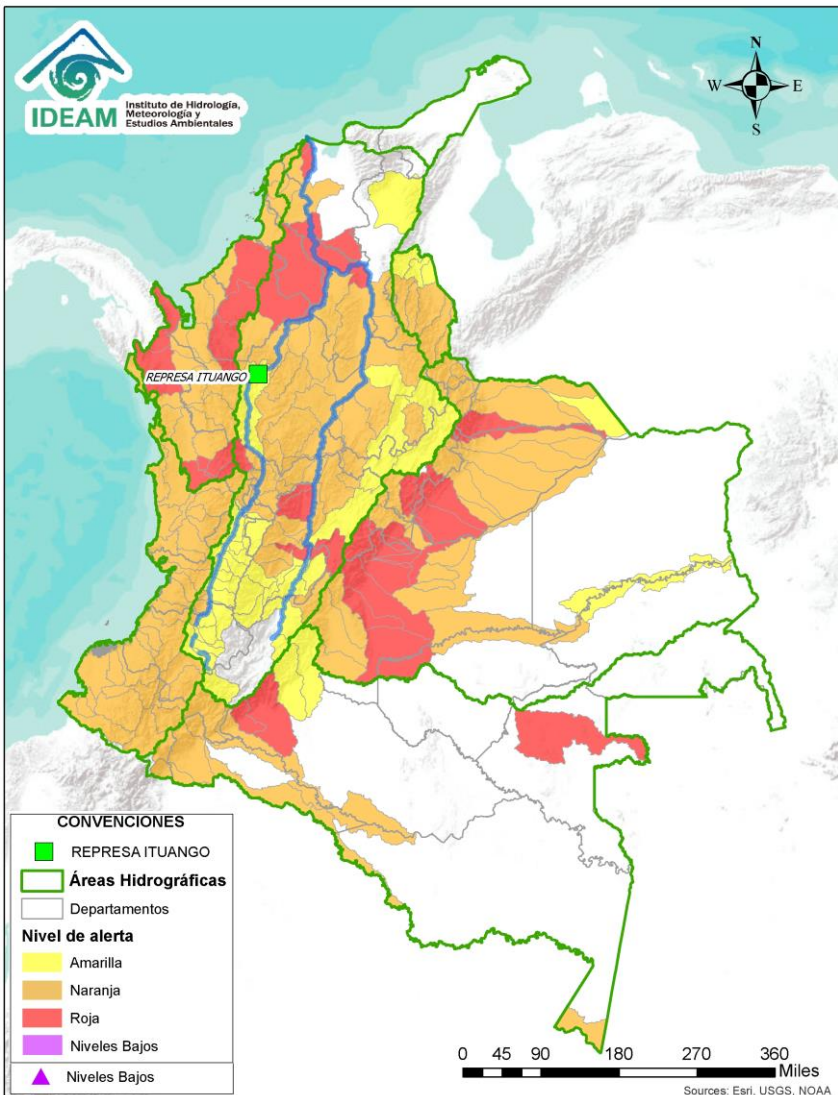 IDEAM
Instituto de Hidrología,
Meteorología y
Estudios Ambientales
N
W
E
S
REPRESA ITUANGO
CONVENCIONES
REPRESA ITUANGO
Áreas Hidrográficas
Departamentos
Nivel de alerta
Amarilla
Naranja
Roja
Niveles Bajos
Niveles Bajos
0 45 90 180 270 360
Miles
Sources: Esri, USGS, NOAA